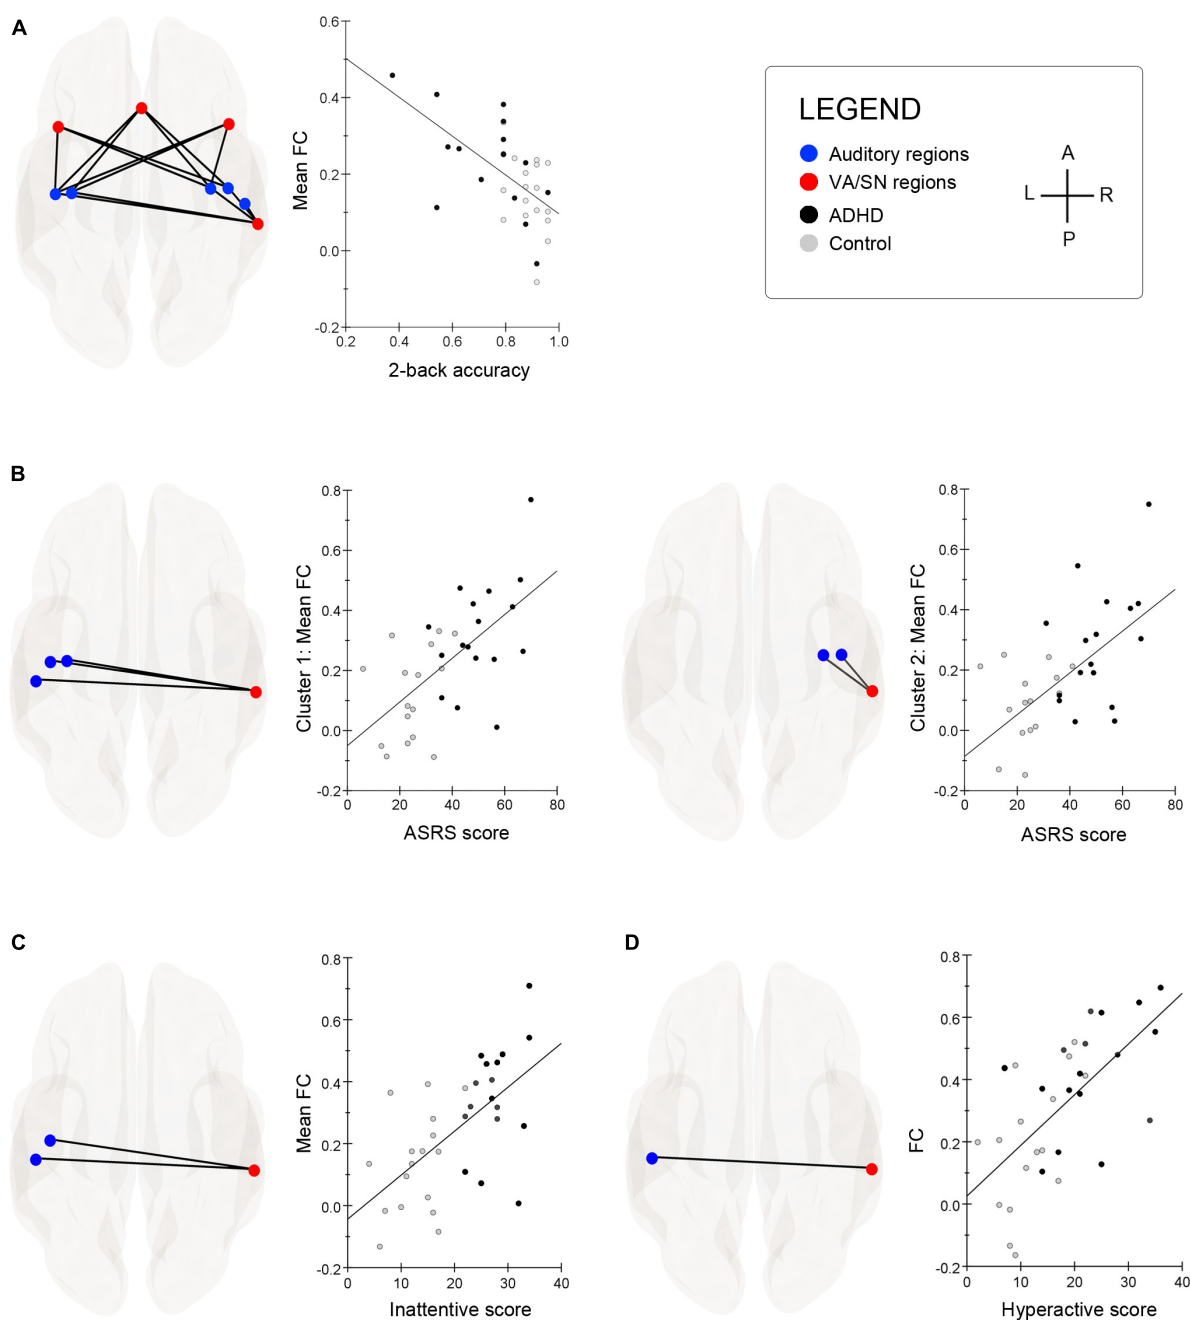 A
0.6
0.4
0.2
0.0
-0.2
Mean FC
0.2
0.4
0.6
0.8
1.0
2-back accuracy
LEGEND
Auditory regions
VA/SN regions
ADHD
Control
A
L
R
P
B
0.8
0.6
0.4
0.2
0.0
-0.2
Cluster 1: Mean FC
0
20
40
60
80
ASRS score
0.8
0.6
0.4
0.2
0.0
-0.2
Cluster 2: Mean FC
0
20
40
60
80
ASRS score
C
0.8
0.6
0.4
0.2
0.0
-0.2
Mean FC
0
10
20
30
40
Inattentive score
D
0.8
0.6
0.4
0.2
0.0
-0.2
FC
0
10
20
30
40
Hyperactive score